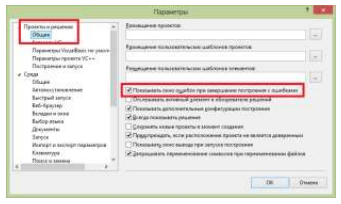 Параметры
Проекты и решения
Общие
Параметры VisualBasic по умолч
Параметры проекта VC++
Построение и запуск
Среда
Общие
Автовосстановление
Быстрый запуск
Веб-браузер
Вкладки и окна
Выбор языка
Документы
Запуск
Импорт и экспорт параметров
Клавиатура
Поиск и замена
Размещение проектов:
...
Размещение пользовательских шаблонов проектов:
...
Размещение пользовательских шаблонов элементов:
...
Показывать окно ошибок при завершении построения с ошибками
Отслеживать активный элемент в обозревателе решений
Показывать дополнительные конфигурации построения
Всегда показывать решение
Сохранять новые проекты в момент создания
Предупреждать, если расположение проекта не является доверенным
Показывать окно вывода при запуске построения
Запрашивать переименование символов при переименовании файлов
OK
Отмена